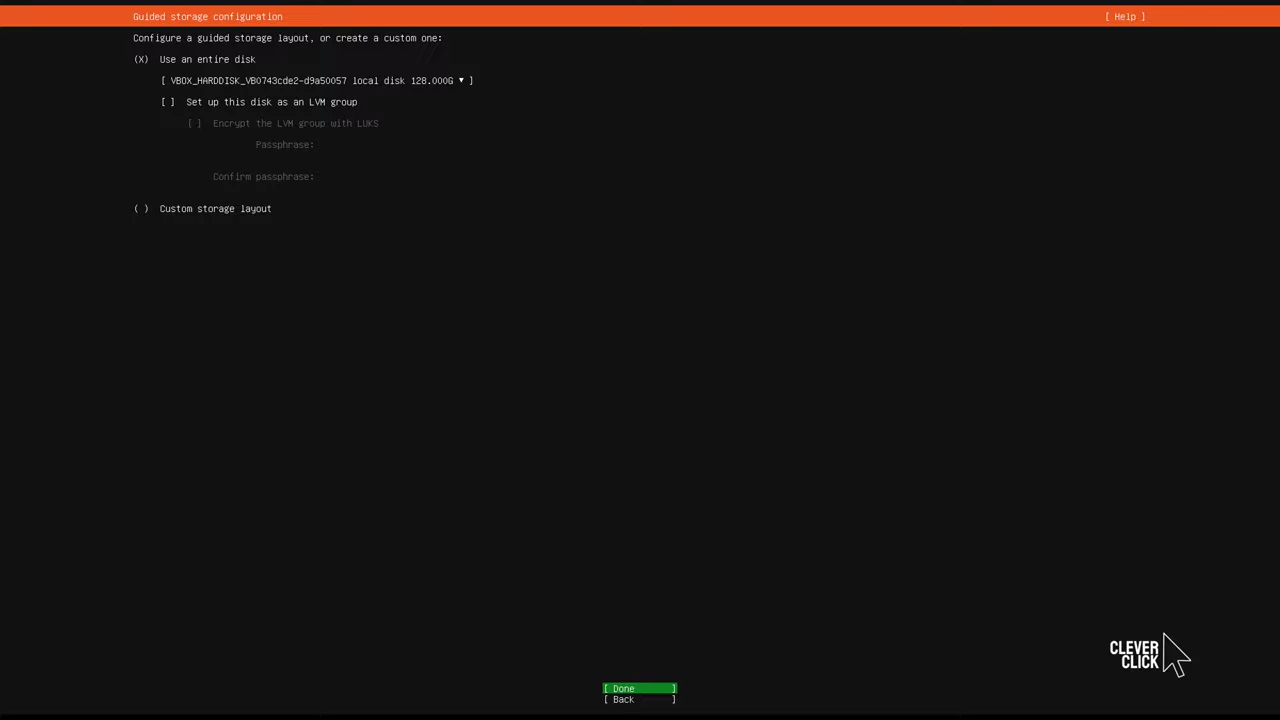 Guided storage configuration [ Help ]
Configure a guided storage layout, or create a custom one:
(X) Use an entire disk
[ VBOX_HARDDISK_VB0743cde2-d9a50057 local disk 128.000G ▼ ]
[ ] Set up this disk as an LVM group
[ ] Encrypt the LVM group with LUKS
Passphrase:
Confirm passphrase:
( ) Custom storage layout
CLEVER
CLICK
[ Done ]
[ Back ]